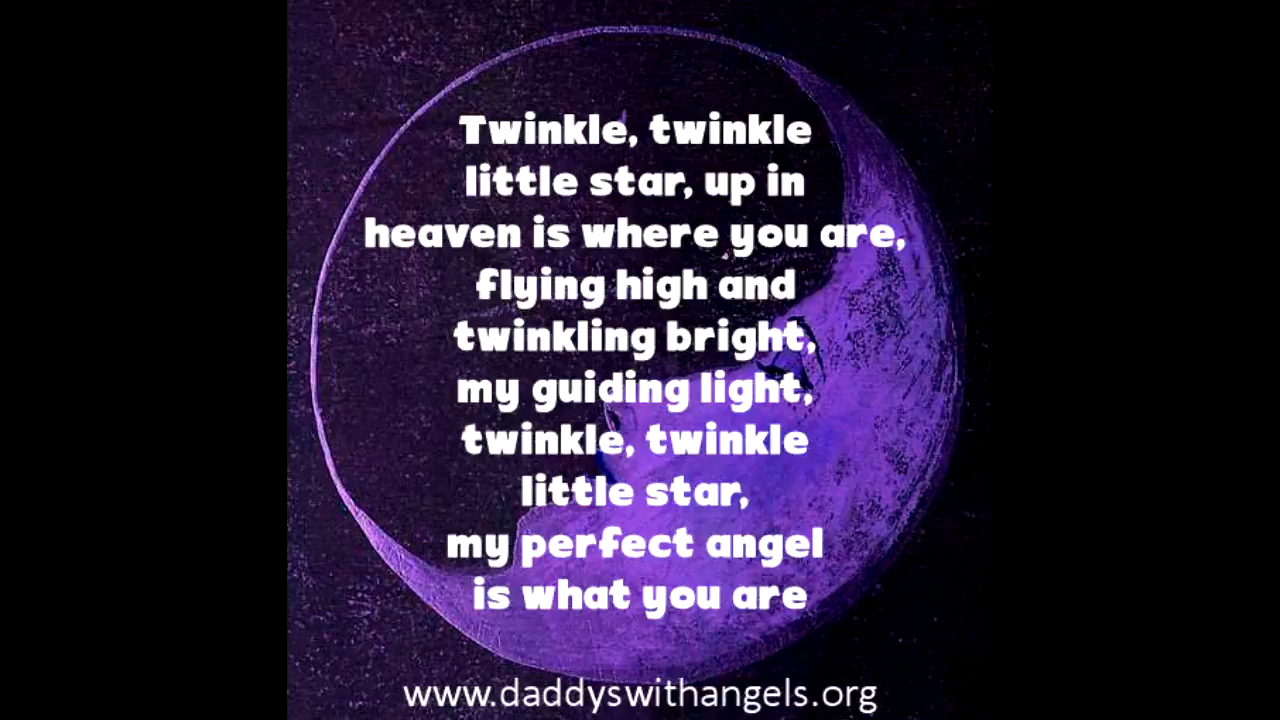 Twinkle, twinkle
little star, up in
heaven is where you are,
flying high and
twinkling bright,
my guiding light,
twinkle, twinkle
little star,
my perfect angel
is what you are
www.daddyswithangels.org